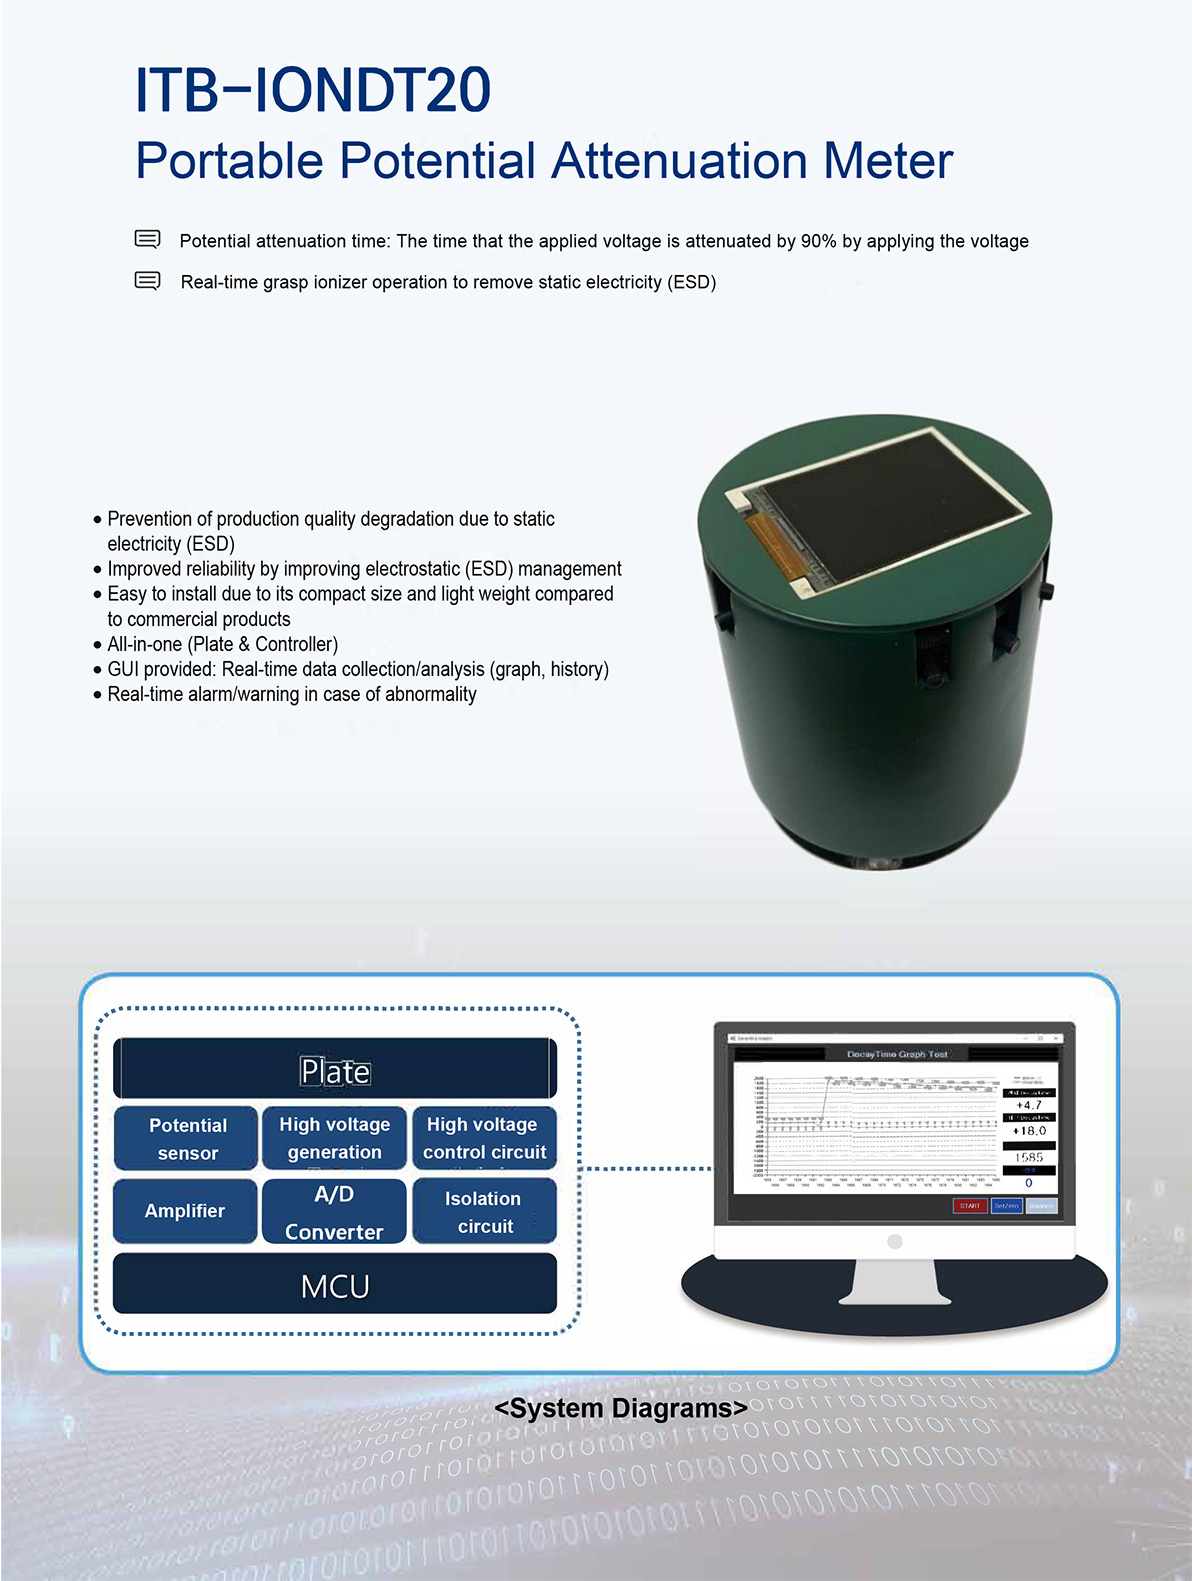 ITB-IONDT20
Portable Potential Attenuation Meter
Potential attenuation time: The time that the applied voltage is attenuated by 90% by applying the voltage
Real-time grasp ionizer operation to remove static electricity (ESD)
• Prevention of production quality degradation due to static
electricity (ESD)
• Improved reliability by improving electrostatic (ESD) management
• Easy to install due to its compact size and light weight compared
to commercial products
• All-in-one (Plate & Controller)
• GUI provided: Real-time data collection/analysis (graph, history)
• Real-time alarm/warning in case of abnormality
Plate
Potential
sensor
High voltage
generation
High voltage
control circuit
Amplifier
A/D
Converter
Isolation
circuit
MCU
DecayTime Graph Test
+4.7
+18.0
1585
0
START
SetZero
Balance
<System Diagrams>